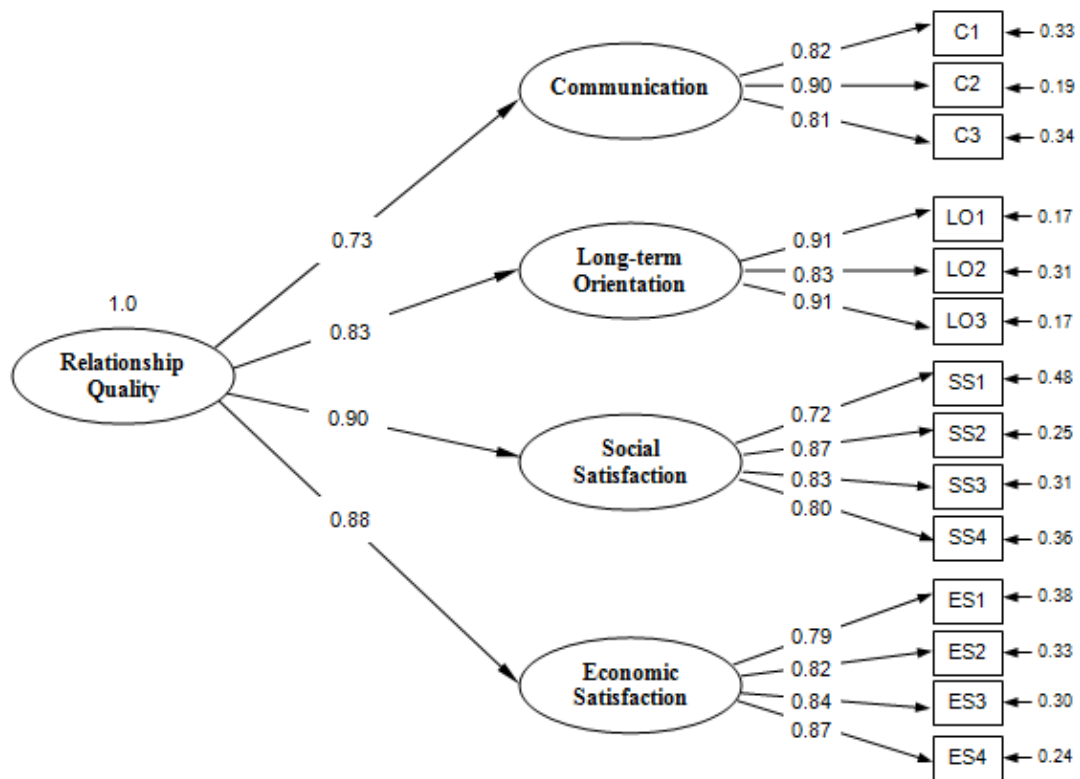 C1
0.33
0.82
Communication
0.90
C2
0.19
0.81
C3
0.34
0.73
LO1
0.17
0.91
Long-term
Orientation
0.83
LO2
0.31
0.91
LO3
0.17
1.0
Relationship
Quality
0.83
0.90
0.88
SS1
0.48
0.72
Social
Satisfaction
0.87
SS2
0.25
0.83
SS3
0.31
0.80
SS4
0.36
ES1
0.38
0.79
Economic
Satisfaction
0.82
ES2
0.33
0.84
ES3
0.30
0.87
ES4
0.24